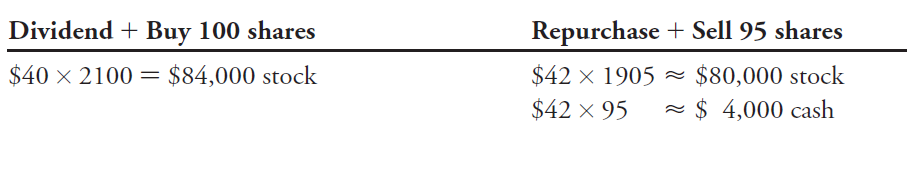 Dividend + Buy 100 shares Repurchase + Sell 95 shares
$40 × 2100 = $84,000 stock $42 × 1905 ≈ $80,000 stock
$42 × 95 ≈ $ 4,000 cash